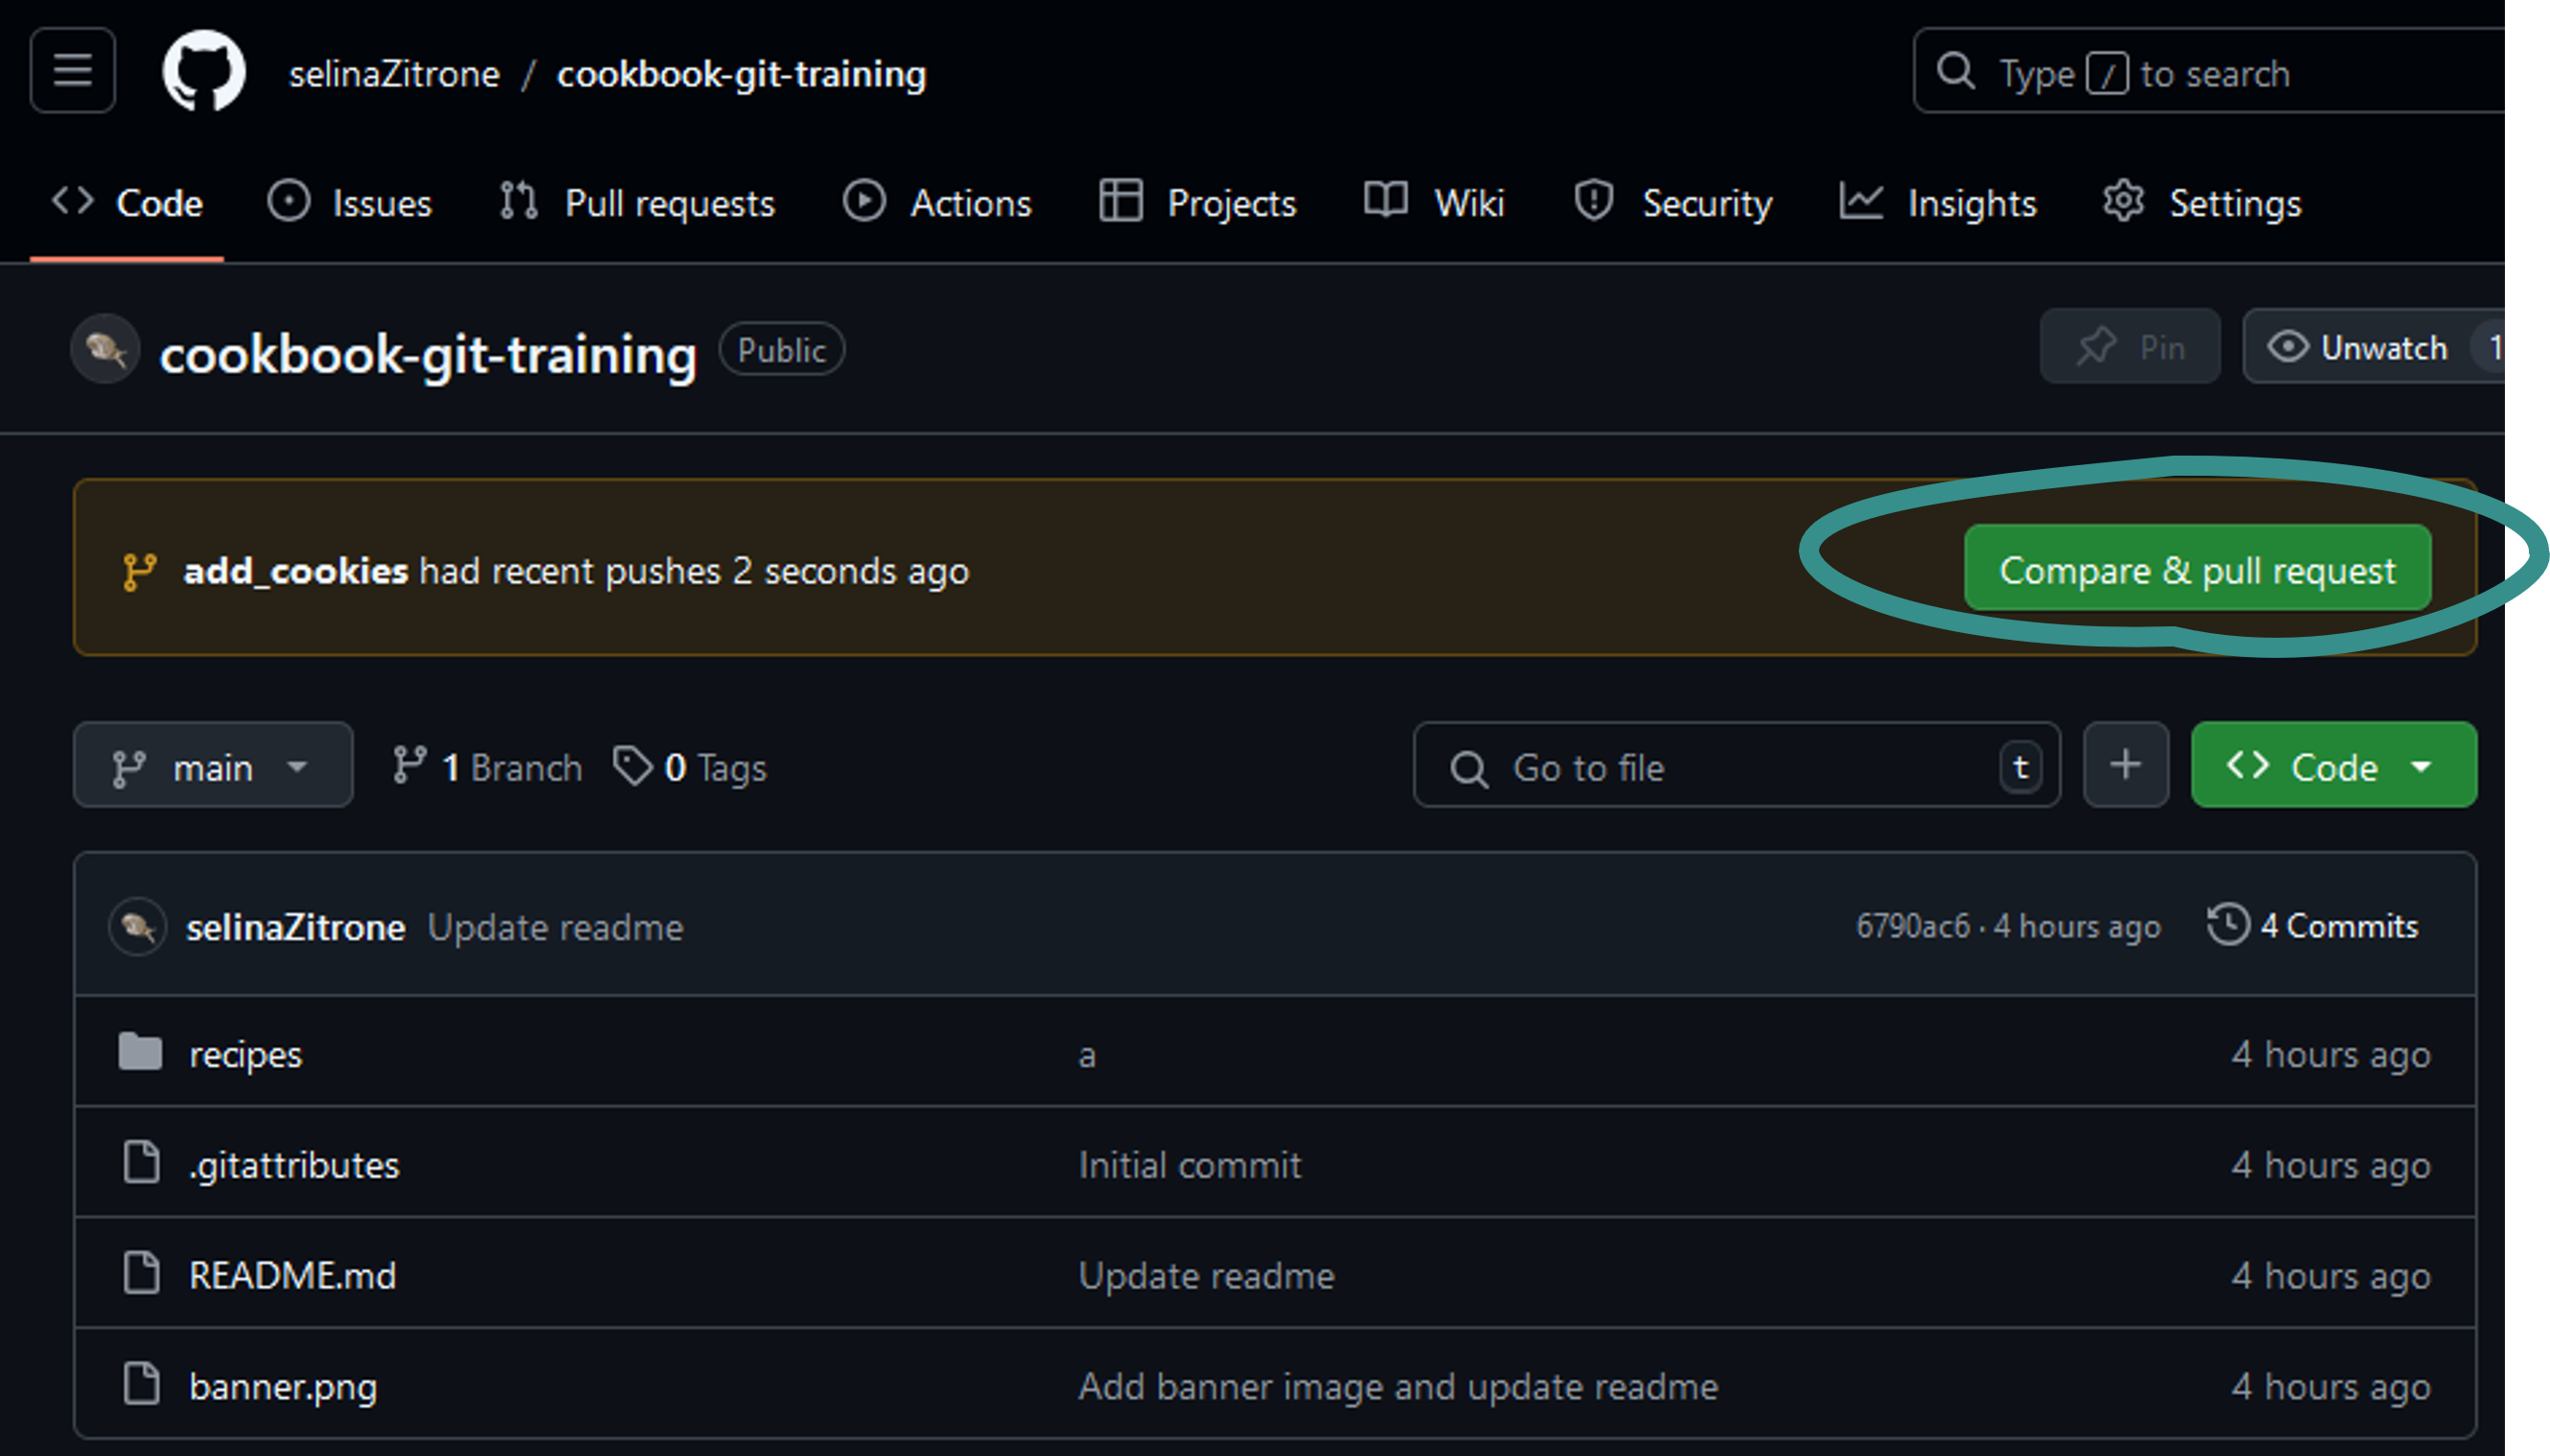 selinaZitrone / cookbook-git-training
Type / to search
Code Issues Pull requests Actions Projects Wiki Security Insights Settings
cookbook-git-training Public
Pin Unwatch 1
add_cookies had recent pushes 2 seconds ago Compare & pull request
main 1 Branch 0 Tags Go to file t + Code
selinaZitrone Update readme 6790ac6 · 4 hours ago 4 Commits
recipes a 4 hours ago
.gitattributes Initial commit 4 hours ago
README.md Update readme 4 hours ago
banner.png Add banner image and update readme 4 hours ago